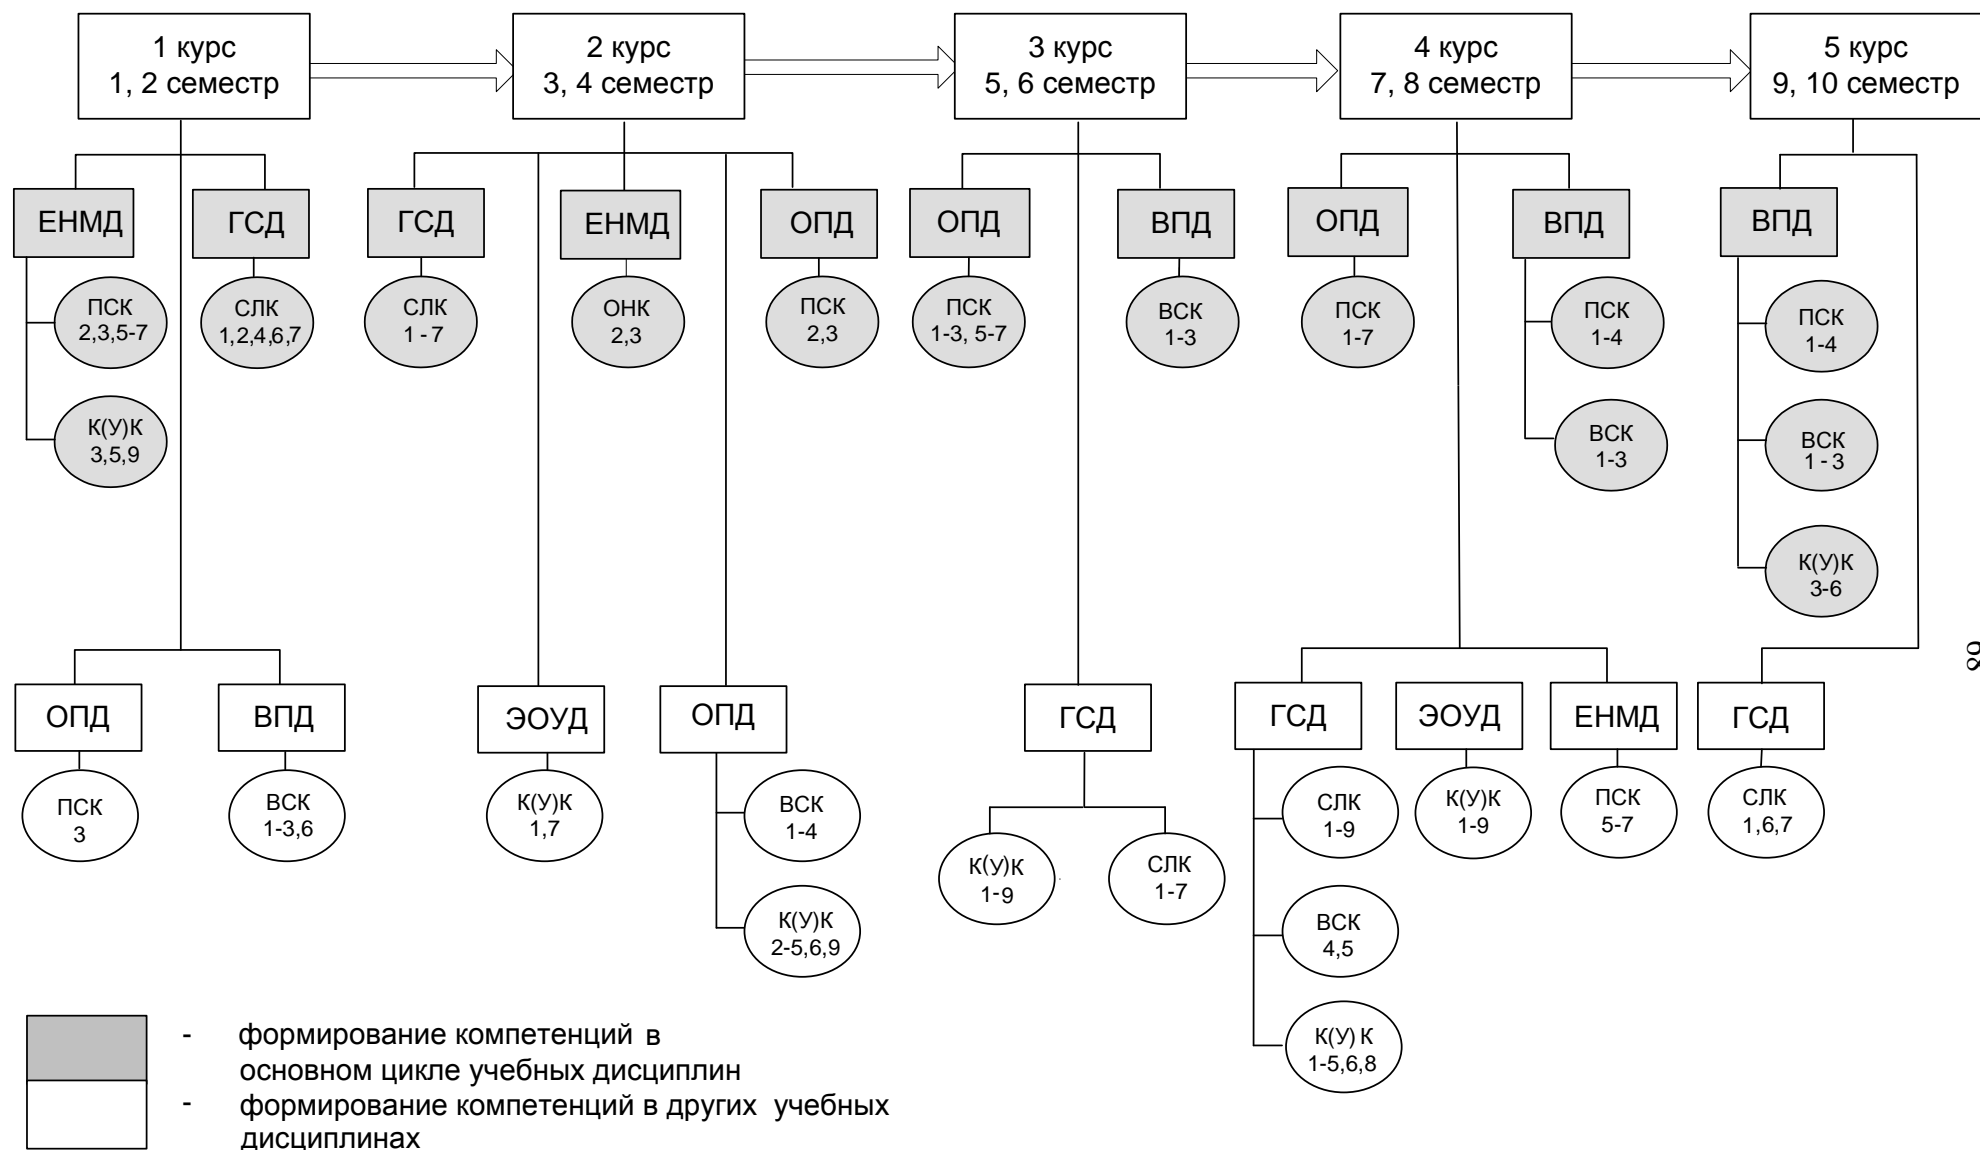 1 курс
1, 2 семестр
2 курс
3, 4 семестр
3 курс
5, 6 семестр
4 курс
7, 8 семестр
5 курс
9, 10 семестр
ЕНМД
ГСД
ГСД
ЕНМД
ОПД
ОПД
ВПД
ОПД
ВПД
ВПД
ПСК
2,3,5-7
СЛК
1,2,4,6,7
СЛК
1 - 7
ОНК
2,3
ПСК
2,3
ПСК
1-3, 5-7
ВСК
1-3
ПСК
1-7
ПСК
1-4
ПСК
1-4
К(У)К
3,5,9
ВСК
1-3
ВСК
1 - 3
К(У)К
3-6
68
ОПД
ВПД
ЭОУД
ОПД
ГСД
ГСД
ЭОУД
ЕНМД
ГСД
ПСК
3
ВСК
1-3,6
К(У)К
1,7
ВСК
1-4
К(У)К
2-5,6,9
К(У)К
1-9
СЛК
1-7
СЛК
1-9
К(У)К
1-9
ПСК
5-7
СЛК
1,6,7
ВСК
4,5
К(У) К
1-5,6,8
- формирование компетенций в
основном цикле учебных дисциплин
- формирование компетенций в других учебных
дисциплинах